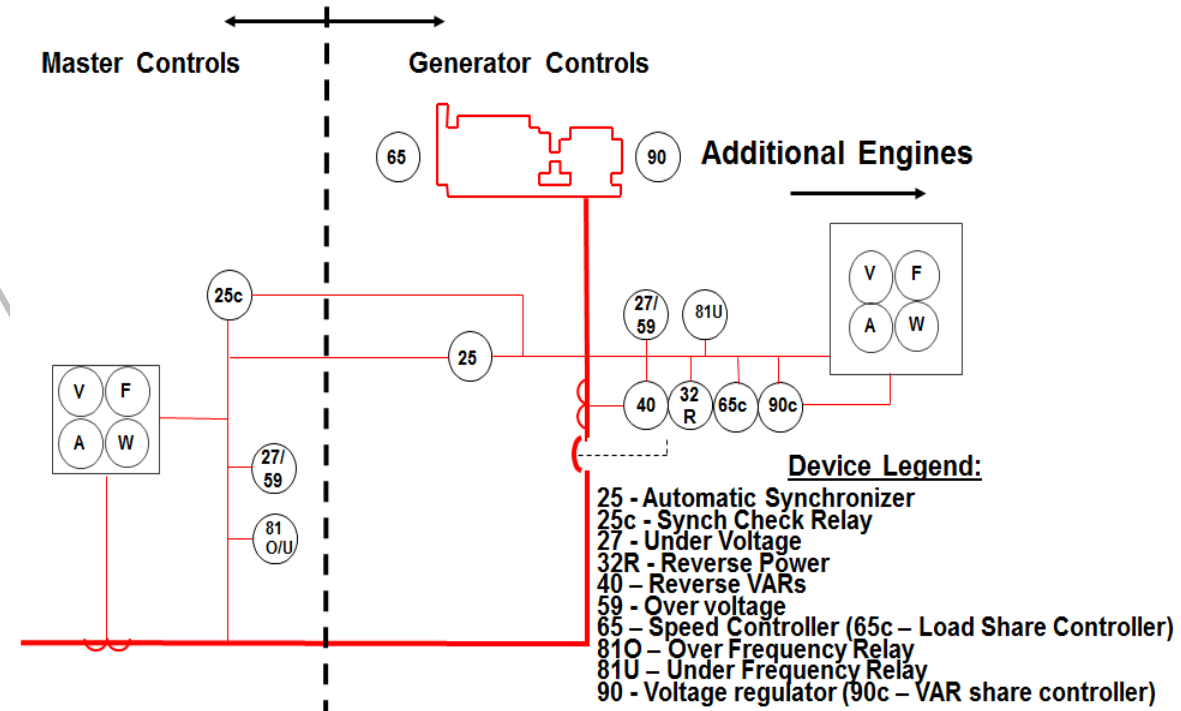 Master Controls
Generator Controls
65
90
Additional Engines
25c
25
27/
59
81U
V F
A W
40
32
R
65c
90c
V F
A W
27/
59
81
O/U
Device Legend:
25 - Automatic Synchronizer
25c - Synch Check Relay
27 - Under Voltage
32R - Reverse Power
40 – Reverse VARs
59 - Over voltage
65 – Speed Controller (65c – Load Share Controller)
81O – Over Frequency Relay
81U – Under Frequency Relay
90 - Voltage regulator (90c – VAR share controller)